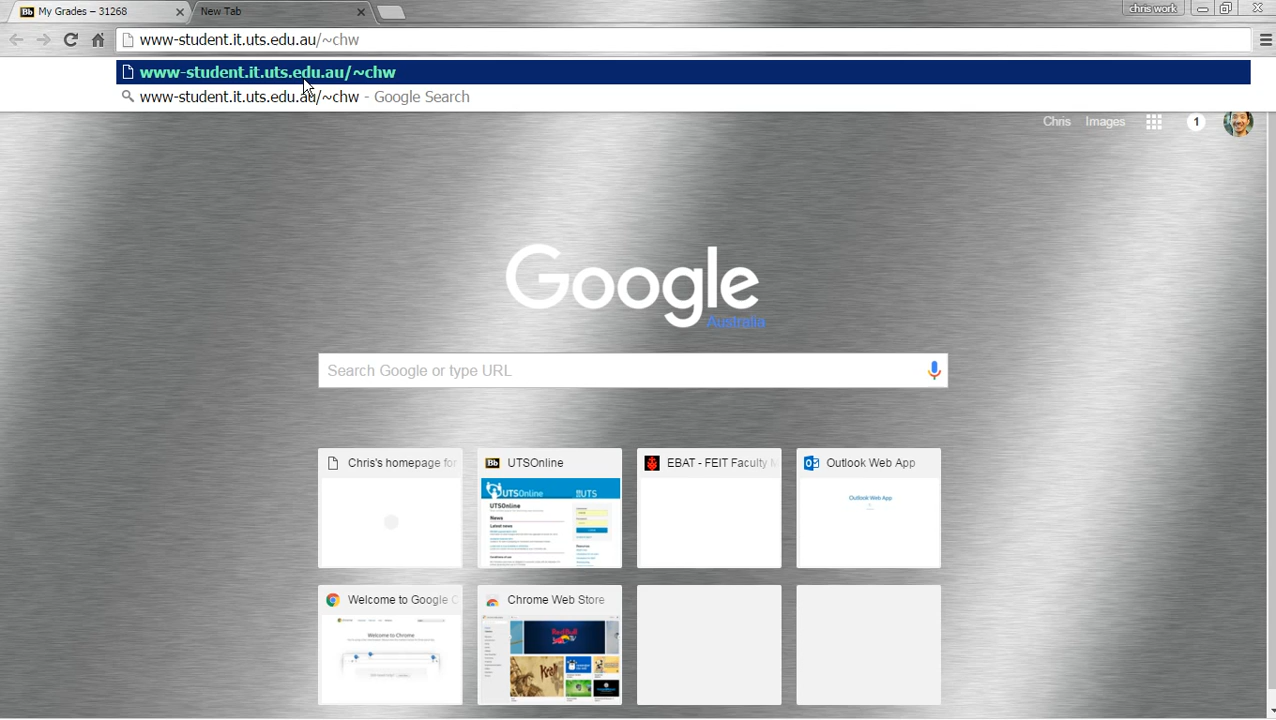 My Grades – 31268
New Tab
chris work
www-student.it.uts.edu.au/~chw
www-student.it.uts.edu.au/~chw
www-student.it.uts.edu.au/~chw - Google Search
Chris Images 1
Google
Australia
Search Google or type URL
Chris's homepage for
UTSOnline
EBAT - FEIT Faculty
Outlook Web App
UTSOnline UTS
UTSOnline
News
Latest news
Outlook Web App
Welcome to Google C
Chrome Web Store
Welcome to Chrome